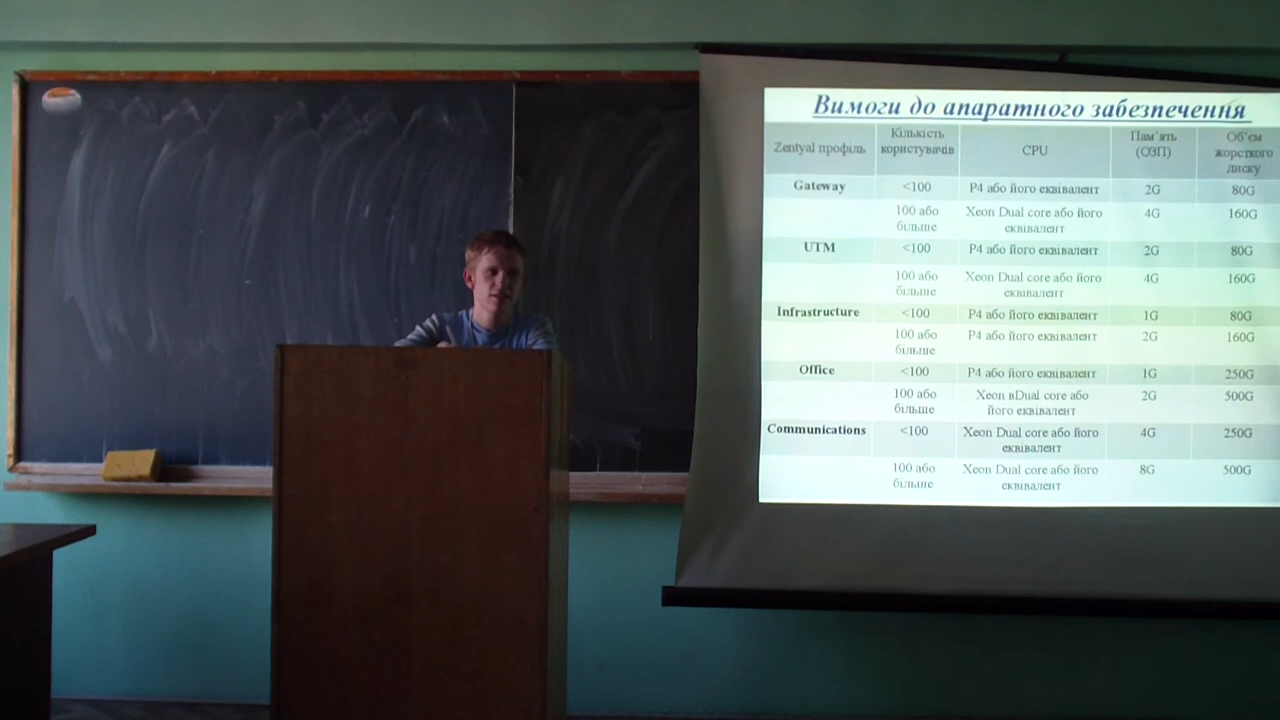 Вимоги до апаратного забезпечення
Zentyal профіль Кількість користувачів CPU Пам'ять (ОЗП) Об'єм жорсткого диску
Gateway <100 P4 або його еквівалент 2G 80G
100 або більше Xeon Dual core або його еквівалент 4G 160G
UTM <100 P4 або його еквівалент 2G 80G
100 або більше Xeon Dual core або його еквівалент 4G 160G
Infrastructure <100 P4 або його еквівалент 1G 80G
100 або більше P4 або його еквівалент 2G 160G
Office <100 P4 або його еквівалент 1G 250G
100 або більше Xeon вDual core або його еквівалент 2G 500G
Communications <100 Xeon Dual core або його еквівалент 4G 250G
100 або більше Xeon Dual core або його еквівалент 8G 500G